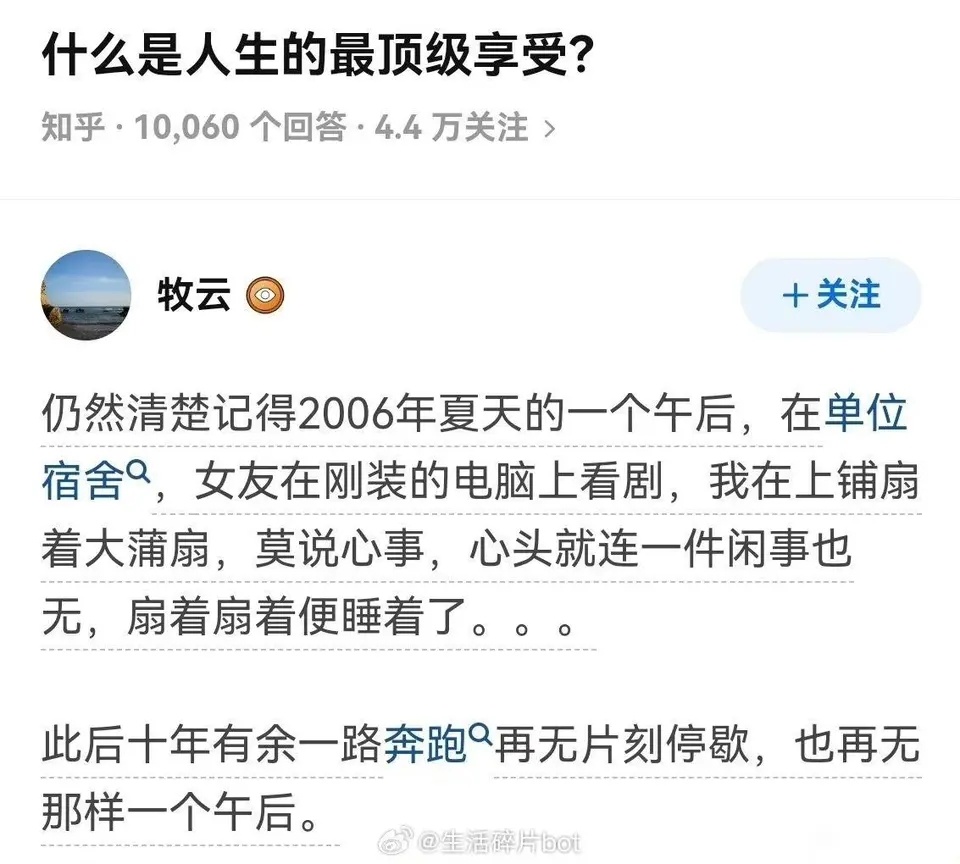 什么是人生的最顶级享受？
知乎 · 10,060 个回答 · 4.4 万关注 >
牧云
+ 关注
仍然清楚记得2006年夏天的一个午后，在单位
宿舍，女友在刚装的电脑上看剧，我在上铺扇
着大蒲扇，莫说心事，心头就连一件闲事也
无，扇着扇着便睡着了。。。
此后十年有余一路奔跑再无片刻停歇，也再无
那样一个午后。
@生活碎片bot